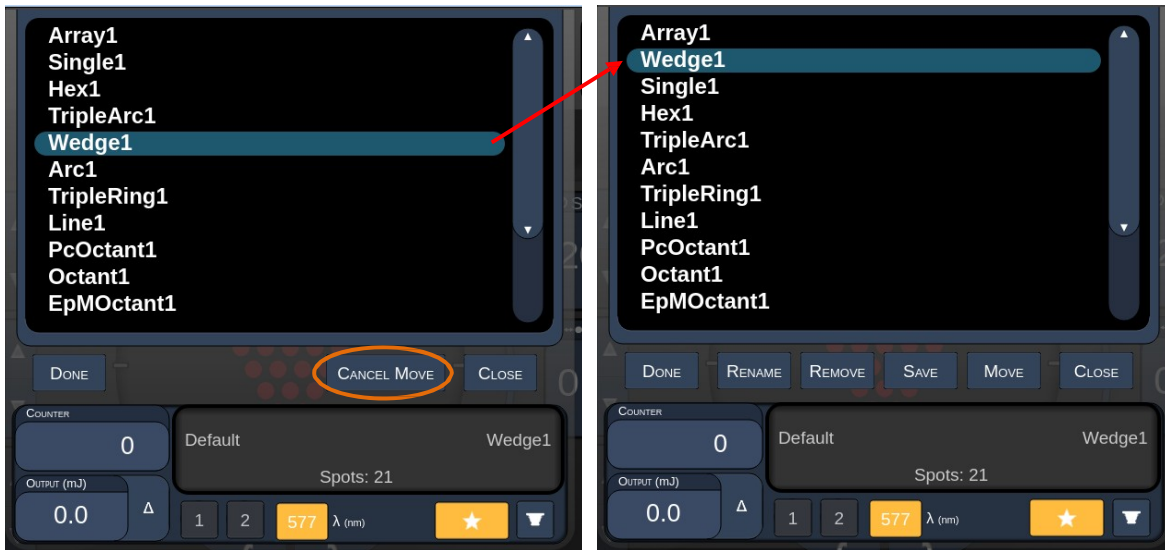 Array1
Single1
Hex1
TripleArc1
Wedge1
Arc1
TripleRing1
Line1
PcOctant1
Octant1
EpMOctant1
DONE
CANCEL MOVE
CLOSE
COUNTER
0
Default
Wedge1
Spots: 21
OUTPUT (mJ)
0.0
Δ
1
2
577
λ (nm)
Array1
Wedge1
Single1
Hex1
TripleArc1
Arc1
TripleRing1
Line1
PcOctant1
Octant1
EpMOctant1
DONE
RENAME
REMOVE
SAVE
MOVE
CLOSE
COUNTER
0
Default
Wedge1
Spots: 21
OUTPUT (mJ)
0.0
Δ
1
2
577
λ (nm)